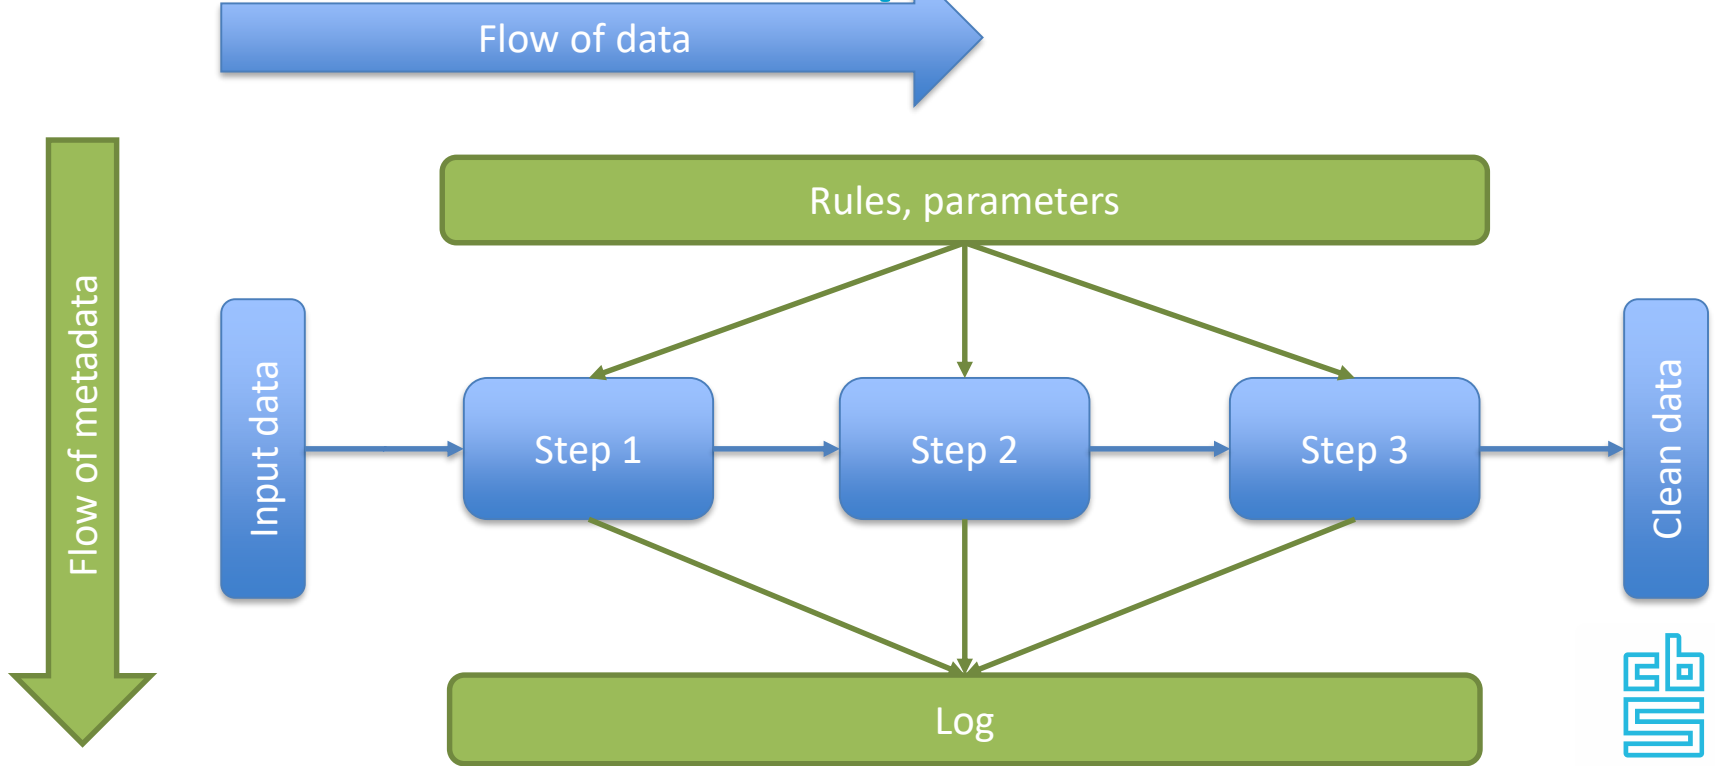 Flow of data
Rules, parameters
Flow of metadata
Input data
Step 1
Step 2
Step 3
Clean data
Log
cbs